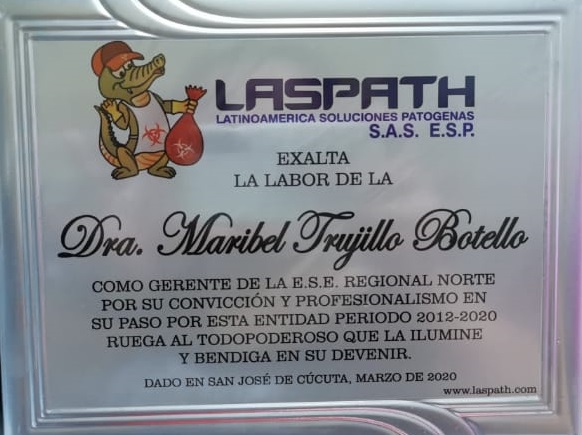 LASPATH
LATINOAMERICA SOLUCIONES PATOGENAS
S.A.S. E.S.P.
EXALTA
LA LABOR DE LA
Dra. Maribel Trujillo Botello
COMO GERENTE DE LA E.S.E. REGIONAL NORTE
POR SU CONVICCIÓN Y PROFESIONALISMO EN
SU PASO POR ESTA ENTIDAD PERIODO 2012-2020
RUEGA AL TODOPODEROSO QUE LA ILUMINE
Y BENDIGA EN SU DEVENIR.
DADO EN SAN JOSÉ DE CÚCUTA, MARZO DE 2020
www.laspath.com